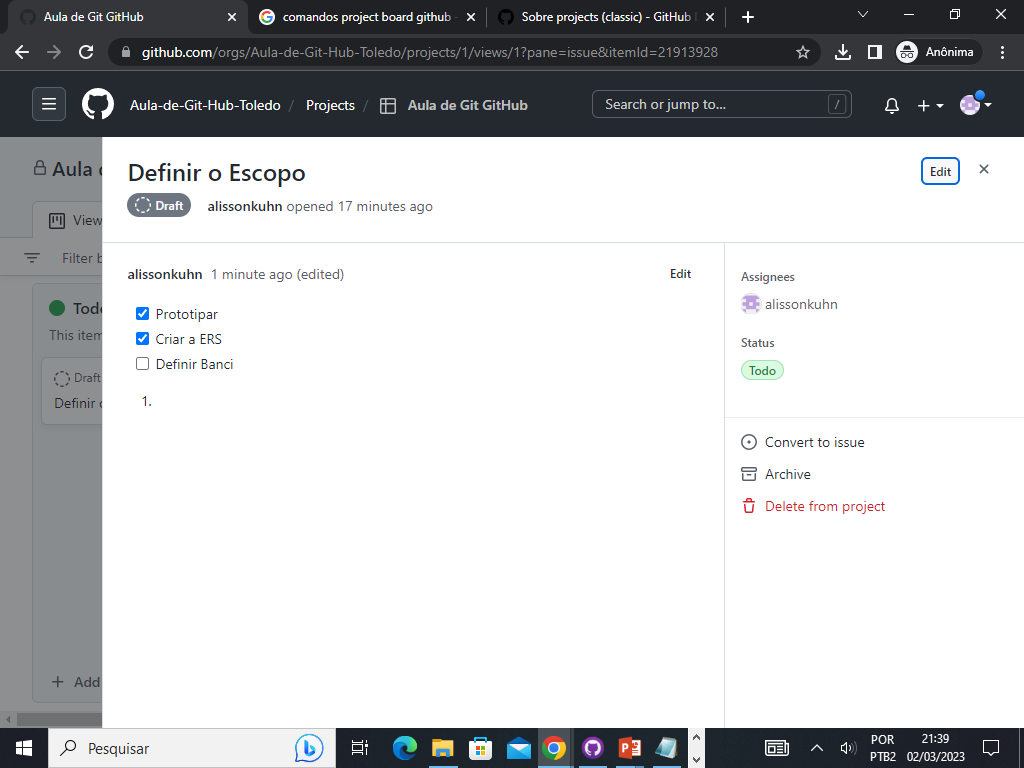 Aula de Git GitHub
comandos project board github -
Sobre projects (classic) - GitHub
github.com/orgs/Aula-de-Git-Hub-Toledo/projects/1/views/1?pane=issue&itemId=21913928
Anônima
Aula-de-Git-Hub-Toledo / Projects / Aula de Git GitHub
Search or jump to... /
Aula
View
Filter
Todo
This item
Draft
Definir
Add
Definir o Escopo
Edit
Draft
alissonkuhn opened 17 minutes ago
alissonkuhn 1 minute ago (edited)
Edit
Prototipar
Criar a ERS
Definir Banci
1.
Assignees
alissonkuhn
Status
Todo
Convert to issue
Archive
Delete from project
Pesquisar
POR
PTB2
21:39
02/03/2023